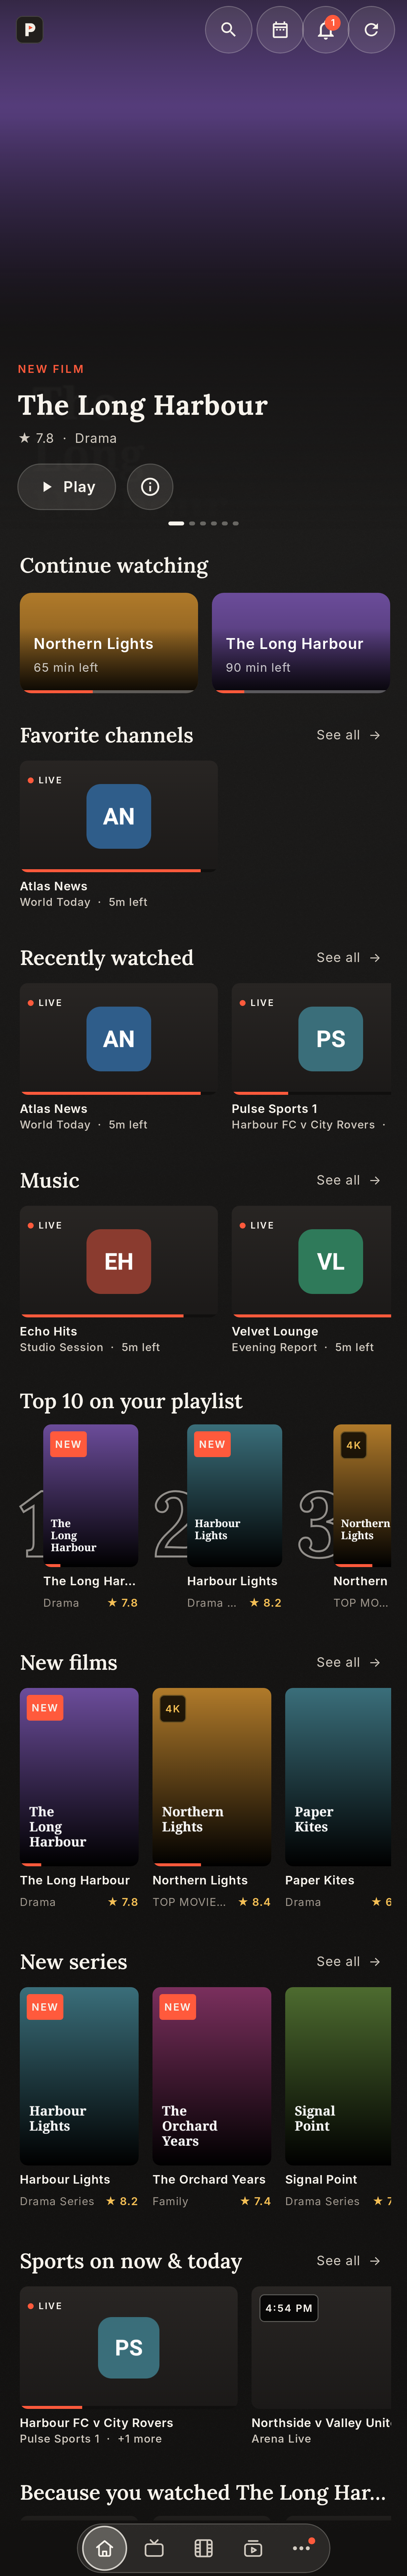 P
1
NEW FILM
The Long Harbour
★ 7.8 · Drama
Play
Continue watching
Northern Lights
65 min left
The Long Harbour
90 min left
Favorite channels
See all →
LIVE
AN
Atlas News
World Today · 5m left
Recently watched
See all →
LIVE
AN
Atlas News
World Today · 5m left
LIVE
PS
Pulse Sports 1
Harbour FC v City Rovers ·
Music
See all →
LIVE
EH
Echo Hits
Studio Session · 5m left
LIVE
VL
Velvet Lounge
Evening Report · 5m left
Top 10 on your playlist
1
NEW
The
Long
Harbour
The Long Har...
Drama ★ 7.8
2
NEW
Harbour
Lights
Harbour Lights
Drama ... ★ 8.2
3
4K
Northern
Lights
Northern
TOP MO...
New films
See all →
NEW
The
Long
Harbour
The Long Harbour
Drama ★ 7.8
4K
Northern
Lights
Northern Lights
TOP MOVIE... ★ 8.4
Paper
Kites
Paper Kites
Drama ★ 6
New series
See all →
NEW
Harbour
Lights
Harbour Lights
Drama Series ★ 8.2
NEW
The
Orchard
Years
The Orchard Years
Family ★ 7.4
Signal
Point
Signal Point
Drama Series ★ 7
Sports on now & today
See all →
LIVE
PS
Harbour FC v City Rovers
Pulse Sports 1 · +1 more
4:54 PM
Northside v Valley Unit
Arena Live
Because you watched The Long Har...